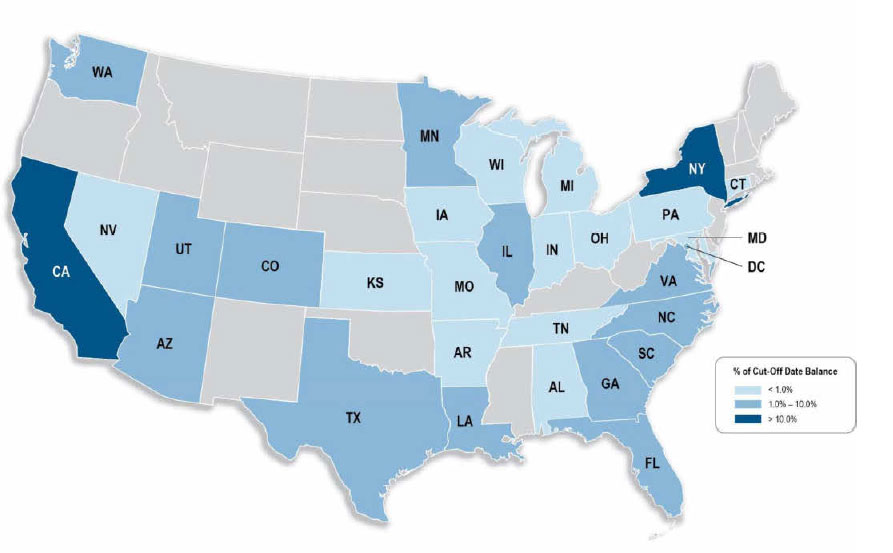 WA
MN
NY
WI
MI
CT
IA
PA
NV
OH
IN
MD
UT
IL
CO
DC
CA
KS
MO
VA
NC
TN
AZ
AR
SC
AL
GA
TX
LA
FL
% of Cut-Off Date Balance
< 1.0%
1.0% – 10.0%
> 10.0%